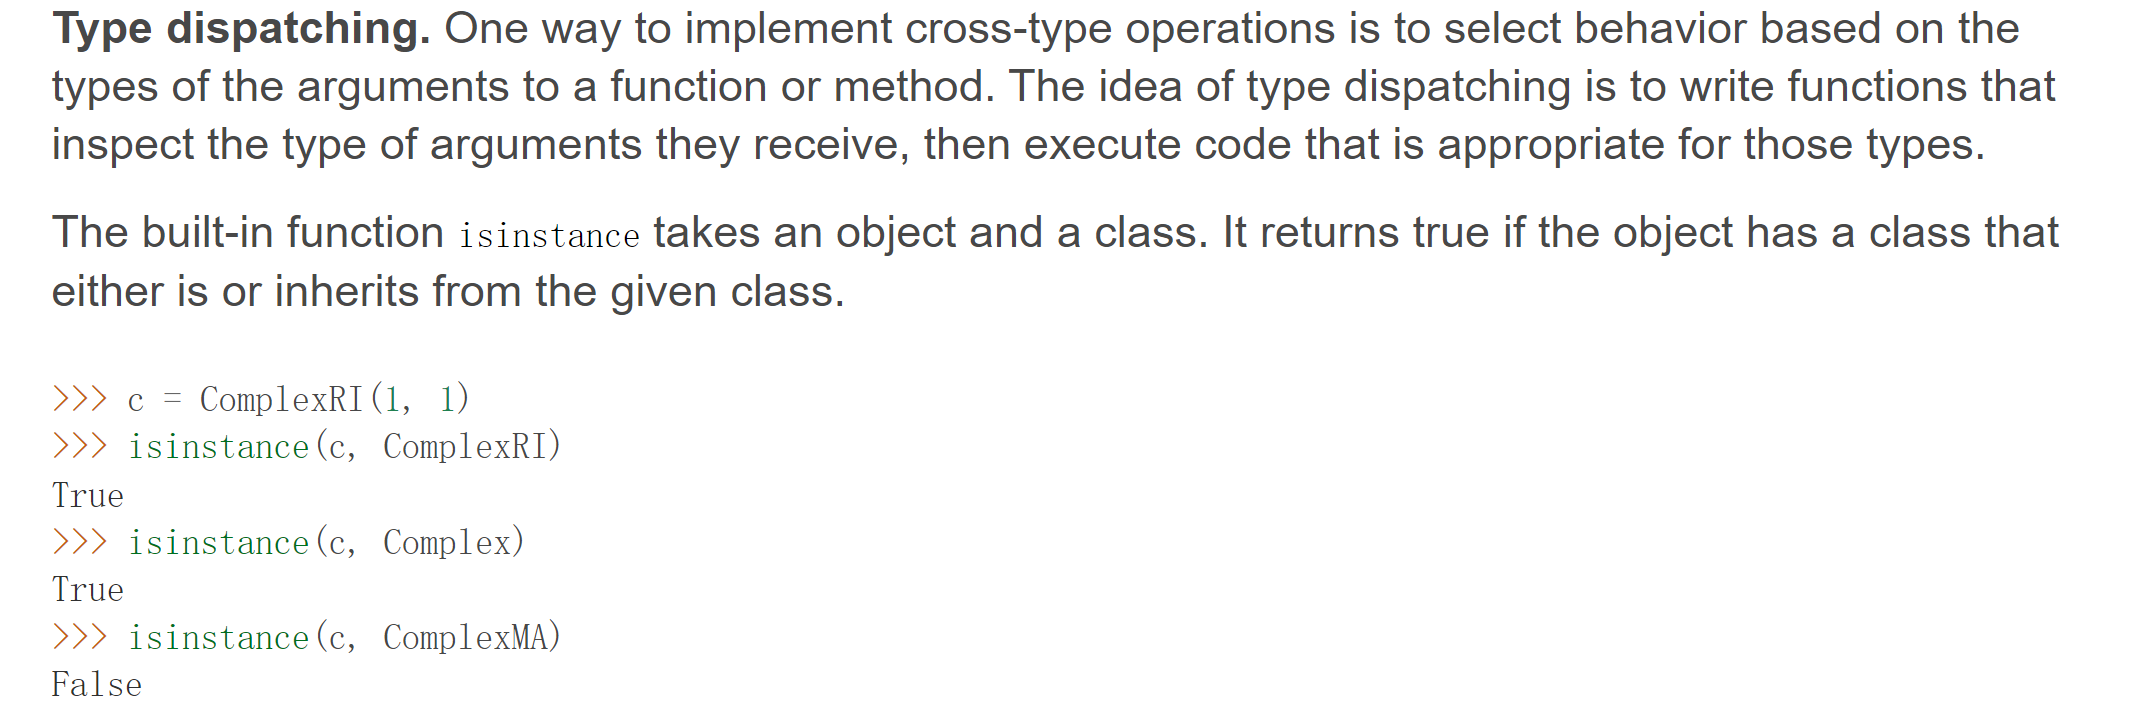 Type dispatching. One way to implement cross-type operations is to select behavior based on the
types of the arguments to a function or method. The idea of type dispatching is to write functions that
inspect the type of arguments they receive, then execute code that is appropriate for those types.
The built-in function isinstance takes an object and a class. It returns true if the object has a class that
either is or inherits from the given class.
>>> c = ComplexRI(1, 1)
>>> isinstance(c, ComplexRI)
True
>>> isinstance(c, Complex)
True
>>> isinstance(c, ComplexMA)
False